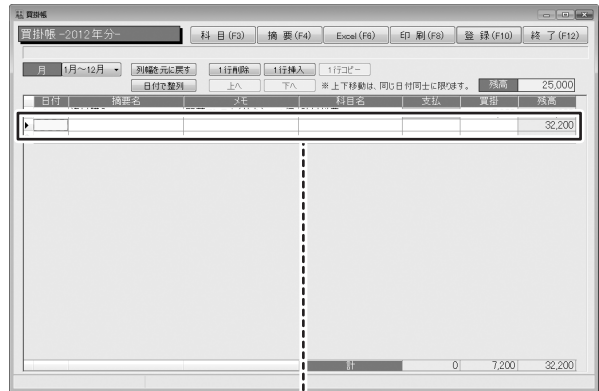 買掛帳
買掛帳 -2012年分-
科 目(F3) 摘 要(F4) Excel(F6) 印 刷(F8) 登 録(F10) 終 了(F12)
月 1月～12月 列幅を元に戻す 1行削除 1行挿入 1行コピー
日付で整列 上へ 下へ ※上下移動は、同じ日付同士に限ります。 残高 25,000
日付 摘要名 メモ 科目名 支払 買掛 残高
32,200
計 0 7,200 32,200